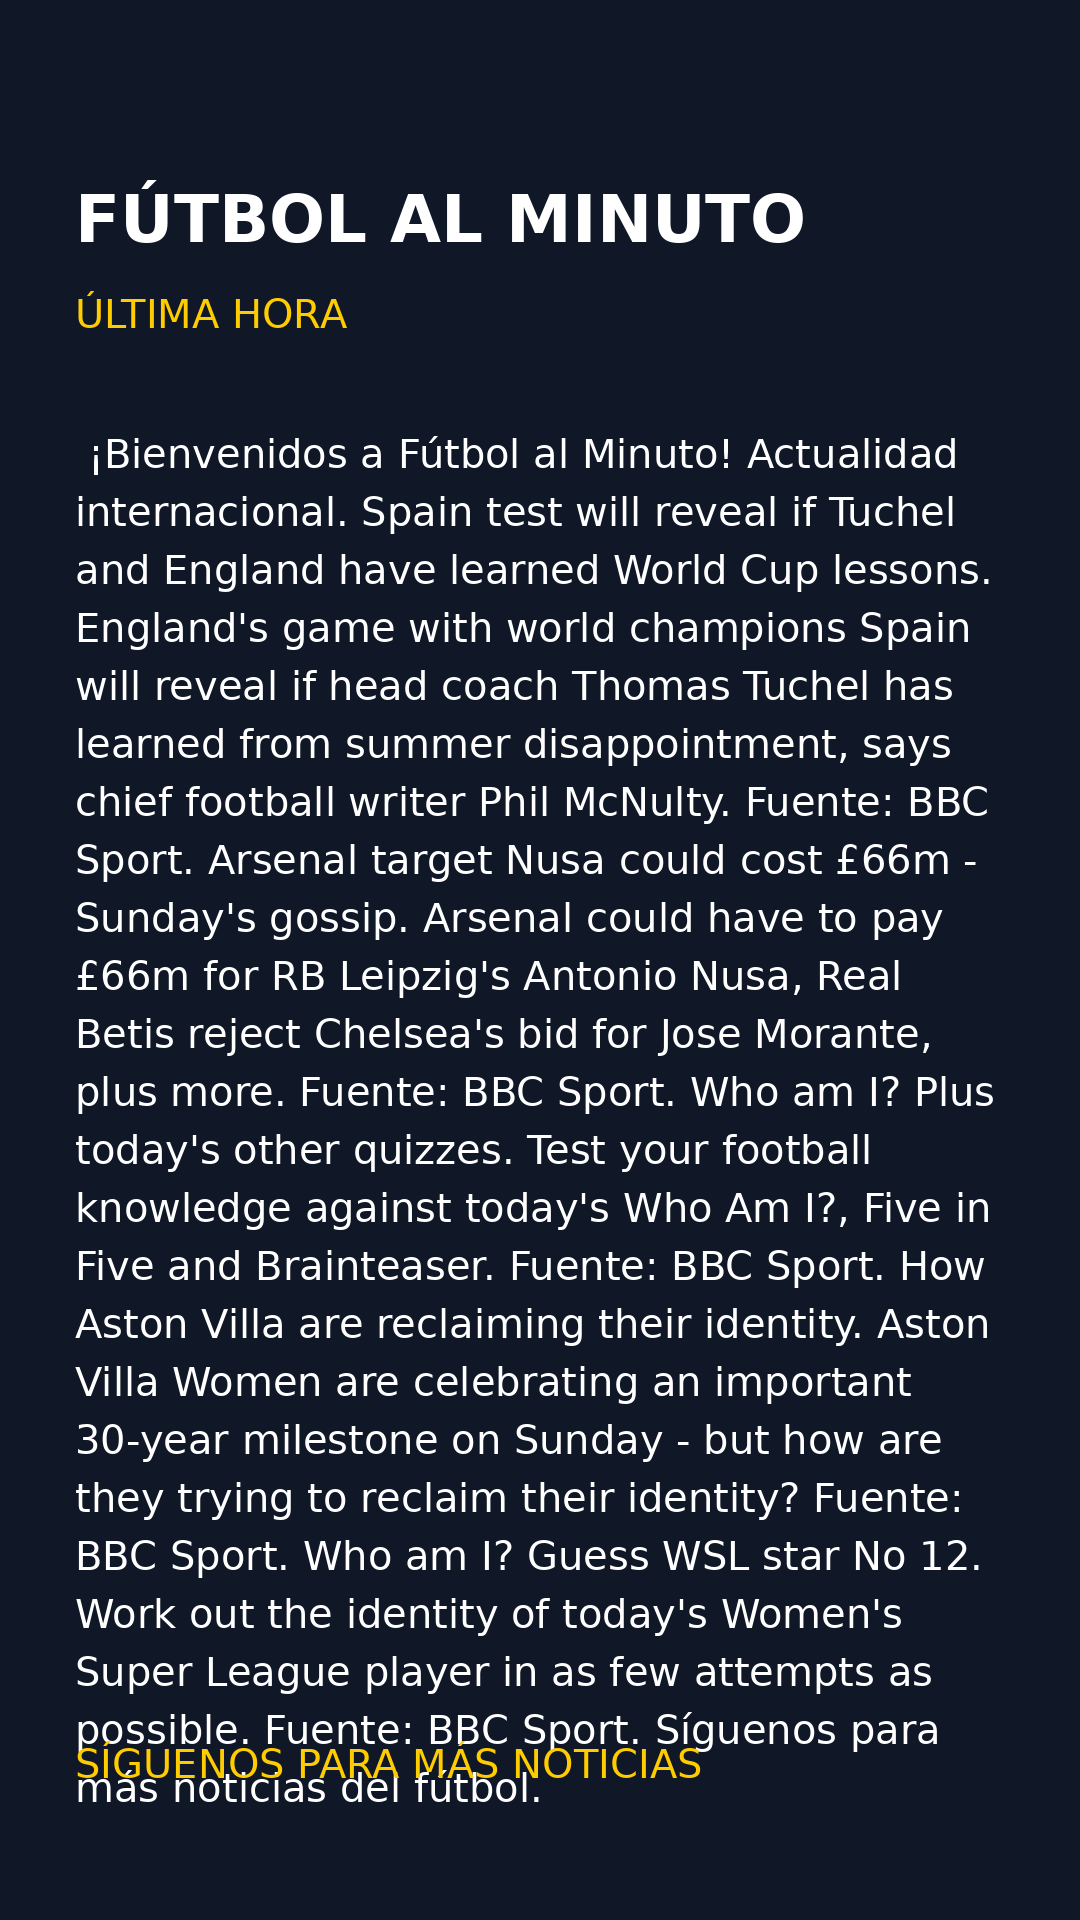 FÚTBOL AL MINUTO
ÚLTIMA HORA
¡Bienvenidos a Fútbol al Minuto! Actualidad
internacional. Spain test will reveal if Tuchel
and England have learned World Cup lessons.
England's game with world champions Spain
will reveal if head coach Thomas Tuchel has
learned from summer disappointment, says
chief football writer Phil McNulty. Fuente: BBC
Sport. Arsenal target Nusa could cost £66m -
Sunday's gossip. Arsenal could have to pay
£66m for RB Leipzig's Antonio Nusa, Real
Betis reject Chelsea's bid for Jose Morante,
plus more. Fuente: BBC Sport. Who am I? Plus
today's other quizzes. Test your football
knowledge against today's Who Am I?, Five in
Five and Brainteaser. Fuente: BBC Sport. How
Aston Villa are reclaiming their identity. Aston
Villa Women are celebrating an important
30-year milestone on Sunday - but how are
they trying to reclaim their identity? Fuente:
BBC Sport. Who am I? Guess WSL star No 12.
Work out the identity of today's Women's
Super League player in as few attempts as
possible. Fuente: BBC Sport. Síguenos para
SÍGUENOS PARA MÁS NOTICIAS
más noticias del fútbol.